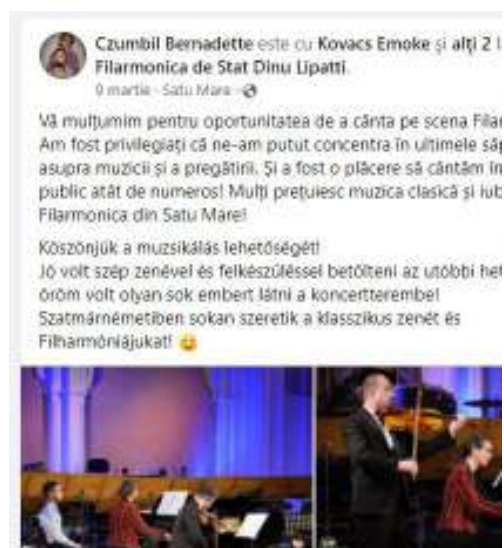 Czumbil Bernadette este cu Kovacs Emoke și alți 2 l
Filarmonica de Stat Dinu Lipatti.
9 martie · Satu Mare ·
Vă mulțumim pentru oportunitatea de a cânta pe scena Filar
Am fost privilegiați că ne-am putut concentra în ultimele săp
asupra muzicii și a pregătirii. Și a fost o plăcere să cântăm în
public atât de numeros! Mulți prețuiesc muzica clasică și iub
Filarmonica din Satu Mare!
Köszönjük a muzsikálás lehetőségét!
Jó volt szép zenével és felkészüléssel betölteni az utóbbi het
öröm volt olyan sok embert látni a koncertterembe!
Szatmárnémetiben sokan szeretik a klasszikus zenét és
Filharmóniájukat! 😀